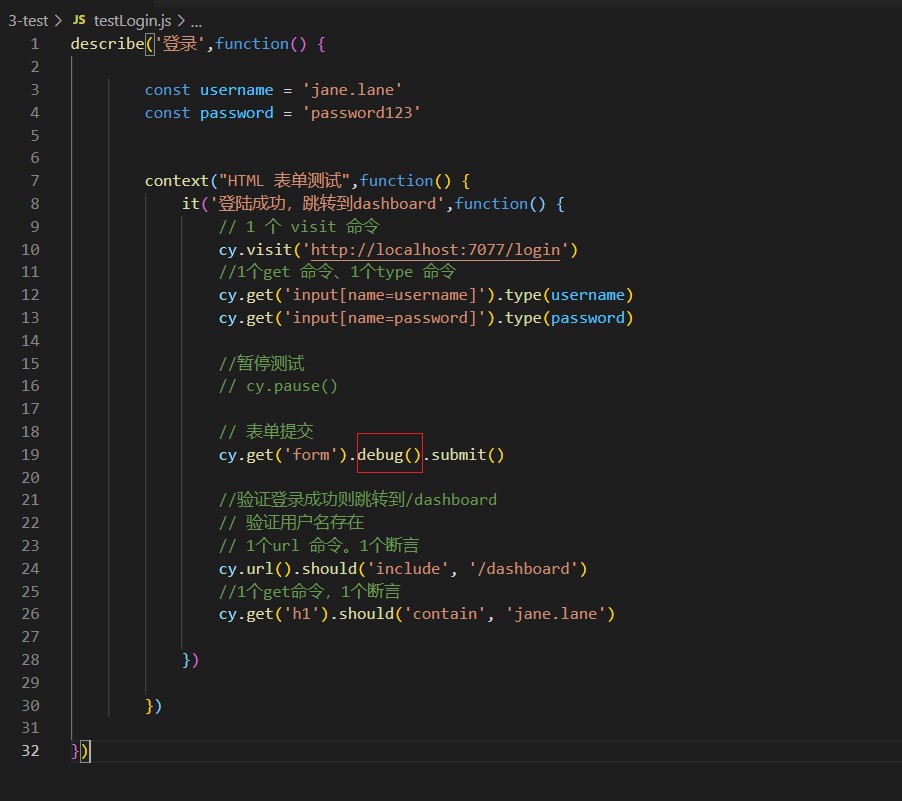 3-test > JS testLogin.js > ...
1 describe('登录',function() {
2
3 const username = 'jane.lane'
4 const password = 'password123'
5
6
7 context("HTML 表单测试",function() {
8 it('登陆成功，跳转到dashboard',function() {
9 // 1 个 visit 命令
10 cy.visit('http://localhost:7077/login')
11 //1个get 命令、1个type 命令
12 cy.get('input[name=username]').type(username)
13 cy.get('input[name=password]').type(password)
14
15 //暂停测试
16 // cy.pause()
17
18 // 表单提交
19 cy.get('form').debug().submit()
20
21 //验证登录成功则跳转到/dashboard
22 // 验证用户名存在
23 // 1个url 命令。1个断言
24 cy.url().should('include', '/dashboard')
25 //1个get命令，1个断言
26 cy.get('h1').should('contain', 'jane.lane')
27
28 })
29
30 })
31
32 })